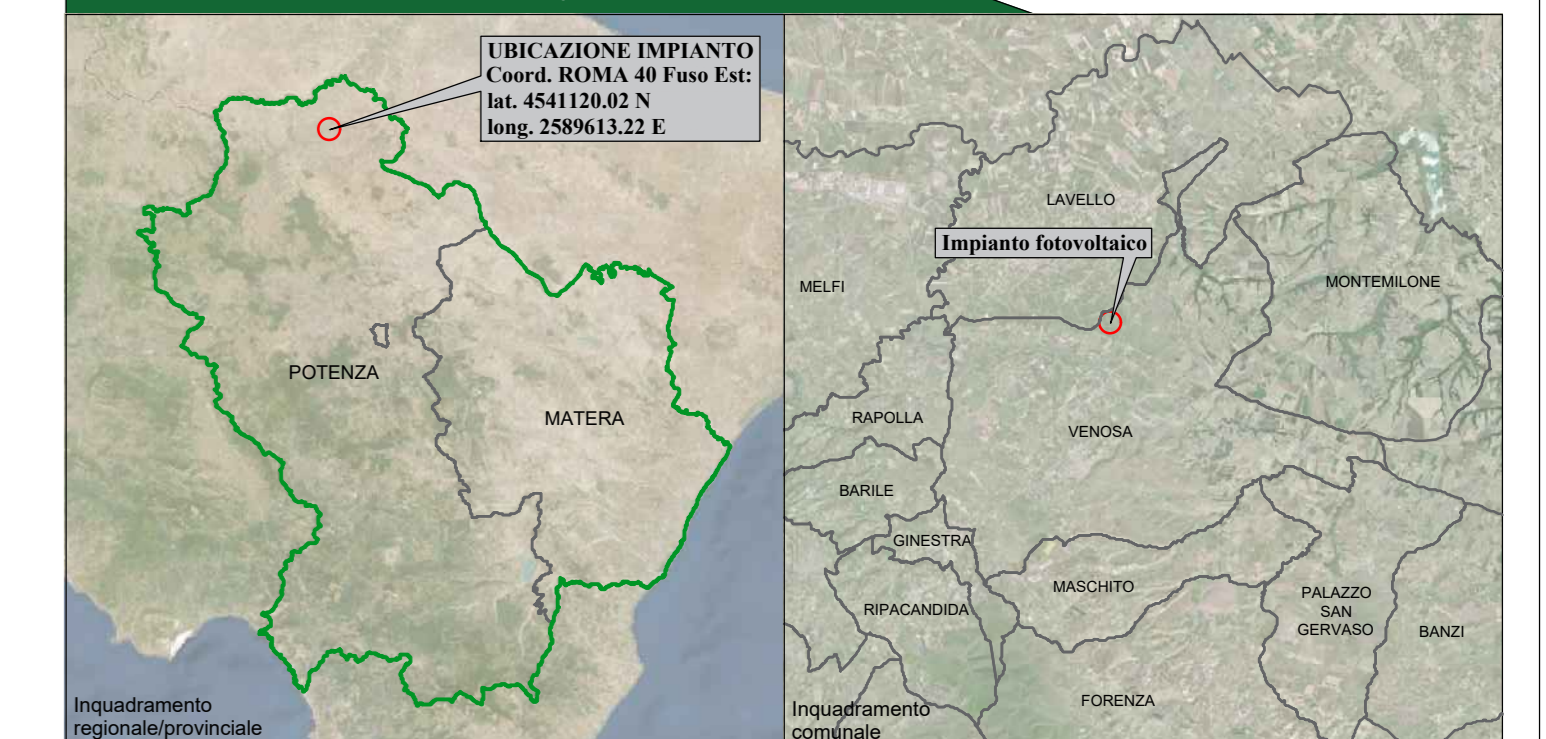 UBICAZIONE IMPIANTO
Coord. ROMA 40 Fuso Est:
lat. 4541120.02 N
long. 2589613.22 E
POTENZA
MATERA
Inquadramento
regionale/provinciale
LAVELLO
Impianto fotovoltaico
MELFI
MONTEMILONE
RAPOLLA
VENOSA
BARILE
GINESTRA
MASCHITO
RIPACANDIDA
PALAZZO
SAN
GERVASO
BANZI
FORENZA
Inquadramento
comunale